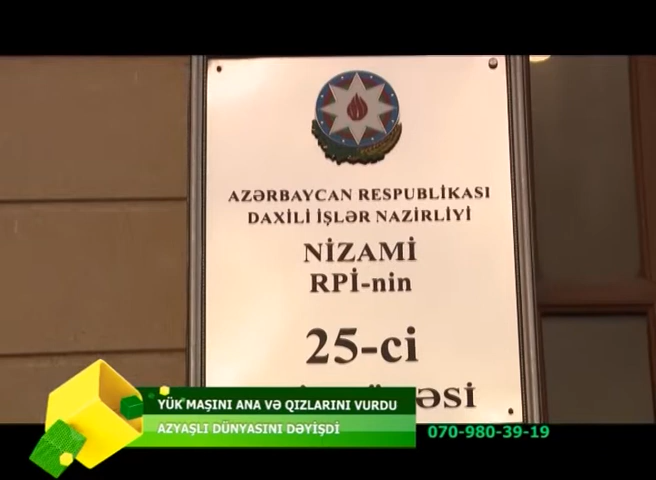 AZƏRBAYCAN RESPUBLİKASI
DAXİLİ İŞLƏR NAZİRLİYİ
NİZAMİ
RPİ-nin
25-ci
YÜK MAŞINI ANA VƏ QIZLARINI VURDU
AZYAŞLI DÜNYASINI DƏYİŞDİ
070-980-39-19